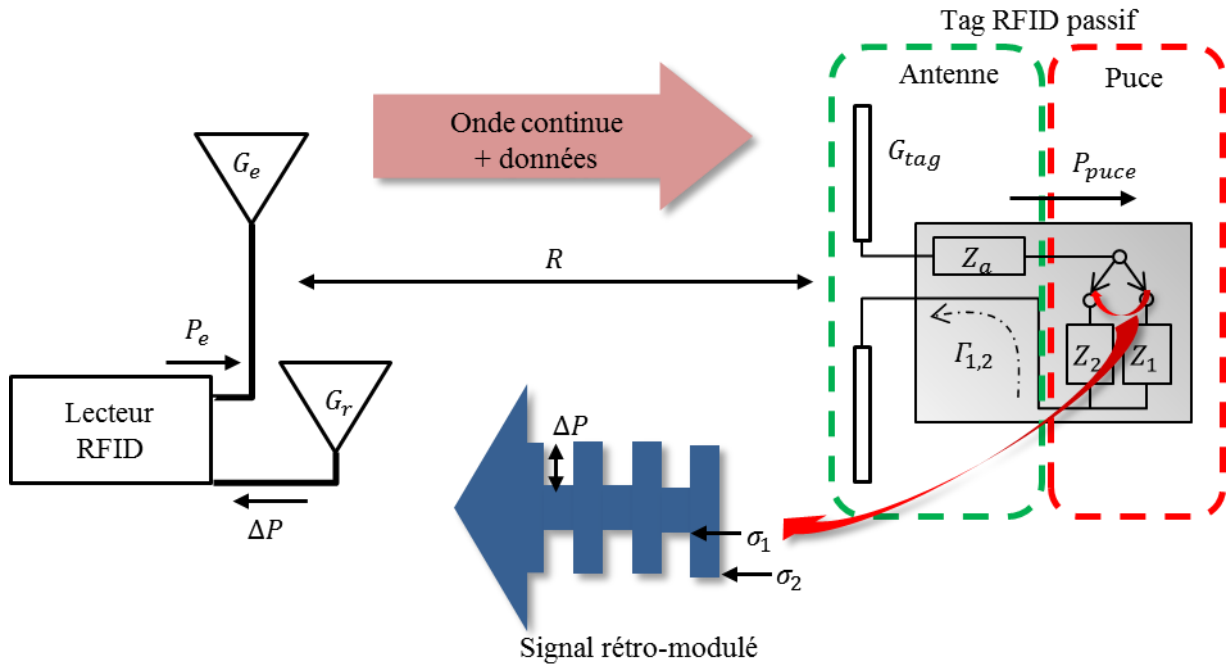 Tag RFID passif
Antenne
Puce
Onde continue
+ données
G_e
G_tag
P_puce
R
Z_a
P_e
Γ_1,2
Z_2
Z_1
Lecteur
RFID
G_r
ΔP
ΔP
σ_1
σ_2
Signal rétro-modulé